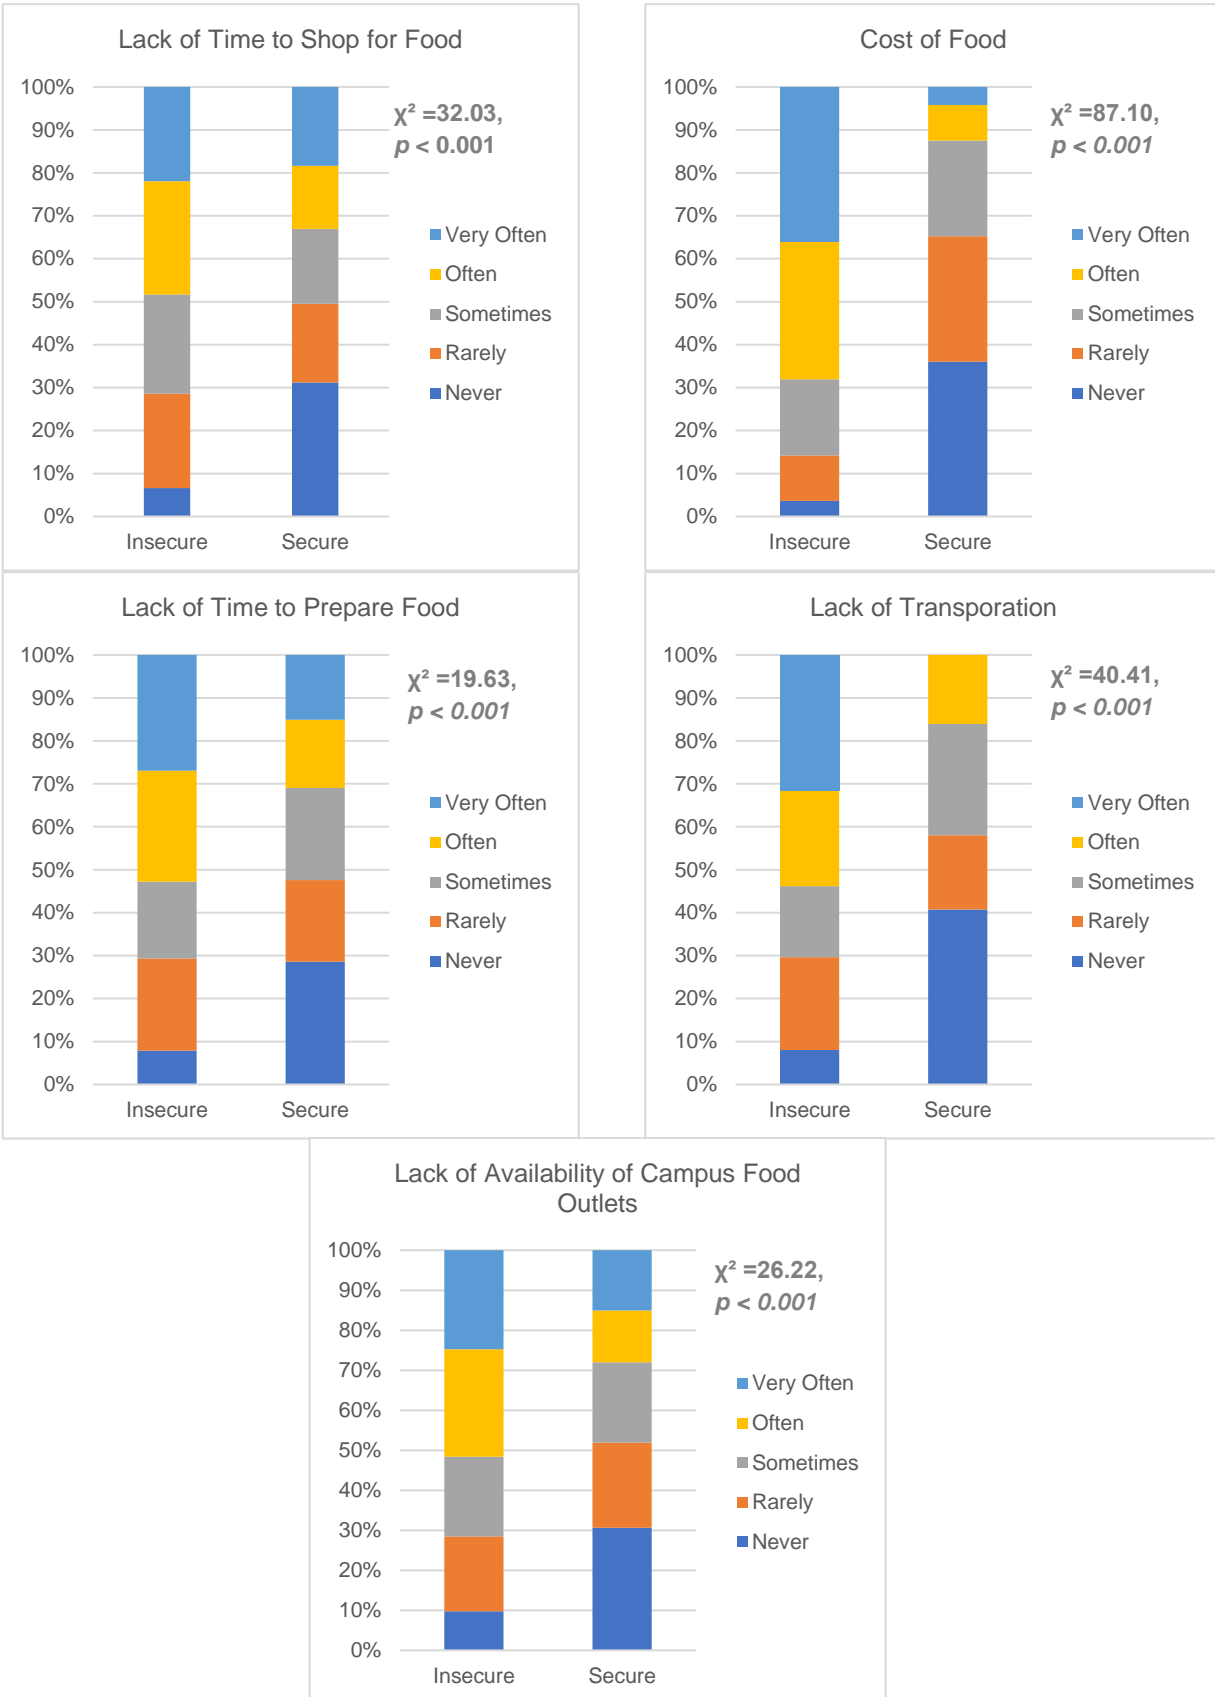 Lack of Time to Shop for Food
100%
90%
80%
70%
60%
50%
40%
30%
20%
10%
0%
χ² =32.03,
p < 0.001
Very Often
Often
Sometimes
Rarely
Never
Insecure Secure
Cost of Food
100%
90%
80%
70%
60%
50%
40%
30%
20%
10%
0%
χ² =87.10,
p < 0.001
Very Often
Often
Sometimes
Rarely
Never
Insecure Secure
Lack of Time to Prepare Food
100%
90%
80%
70%
60%
50%
40%
30%
20%
10%
0%
χ² =19.63,
p < 0.001
Very Often
Often
Sometimes
Rarely
Never
Insecure Secure
Lack of Transporation
100%
90%
80%
70%
60%
50%
40%
30%
20%
10%
0%
χ² =40.41,
p < 0.001
Very Often
Often
Sometimes
Rarely
Never
Insecure Secure
Lack of Availability of Campus Food
Outlets
100%
90%
80%
70%
60%
50%
40%
30%
20%
10%
0%
χ² =26.22,
p < 0.001
Very Often
Often
Sometimes
Rarely
Never
Insecure Secure